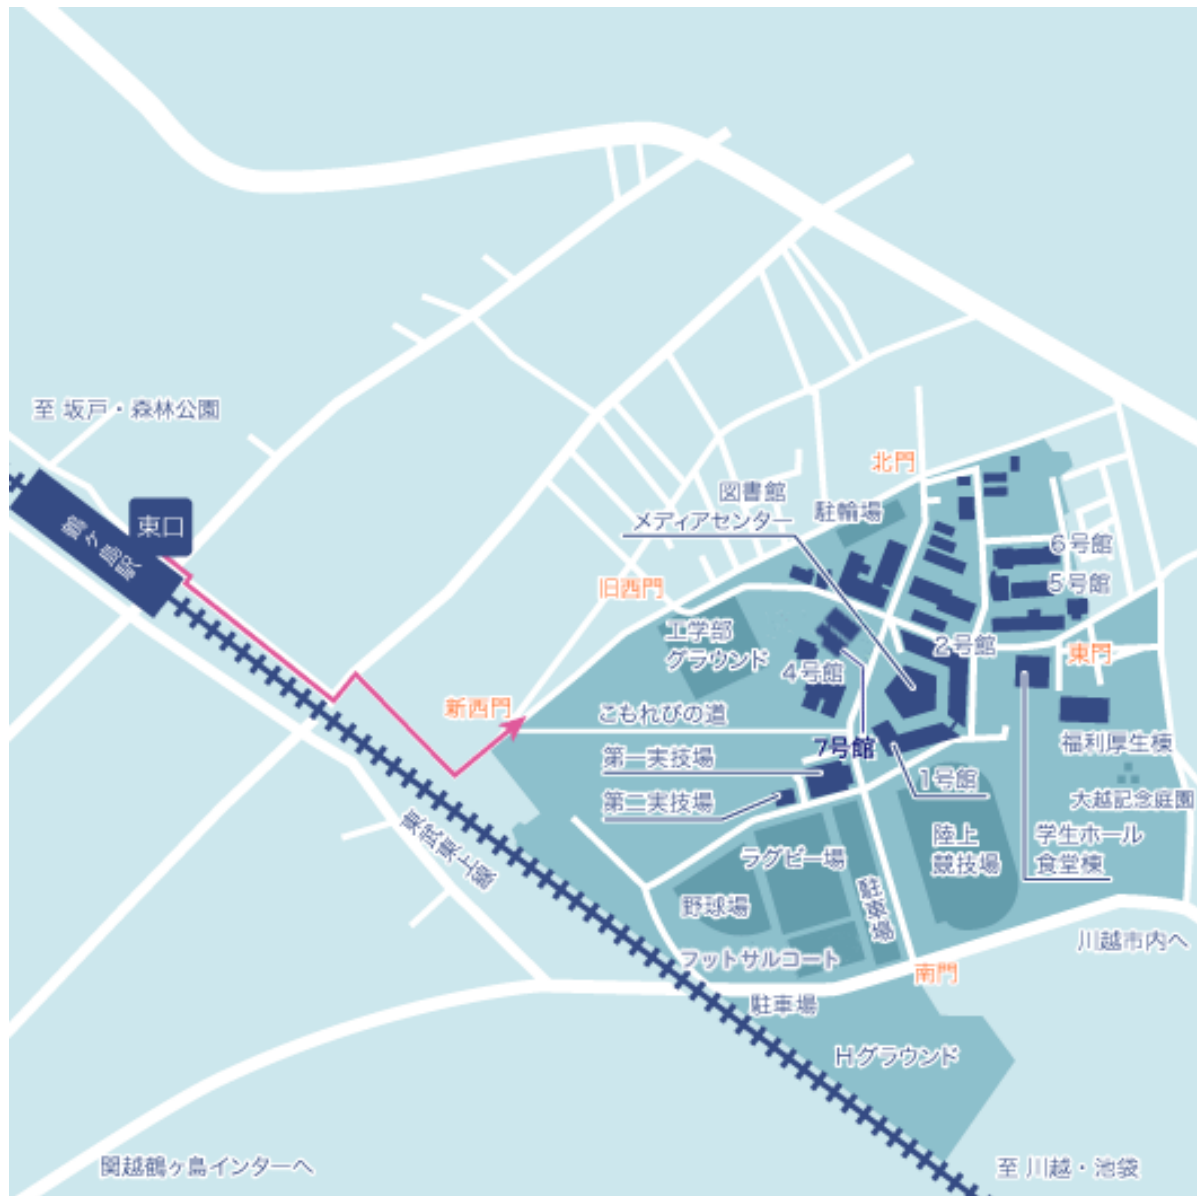 至 坂戸・森林公園
東口
鶴ヶ島駅
北門
図書館
メディアセンター
駐輪場
6号館
5号館
旧西門
工学部
グラウンド
2号館
東門
4号館
新西門
こもれびの道
7号館
福利厚生棟
第一実技場
1号館
第二実技場
大越記念庭園
東武東上線
ラグビー場
陸上
競技場
学生ホール
食堂棟
野球場
駐車場
川越市内へ
フットサルコート
南門
駐車場
Hグラウンド
関越鶴ヶ島インターへ
至 川越・池袋